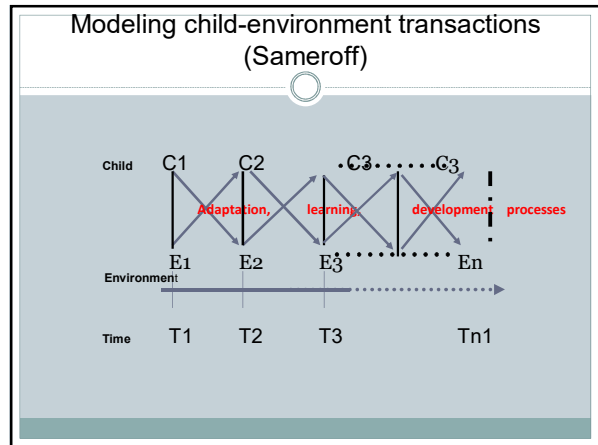 Modeling child-environment transactions
(Sameroff)
Child C1 C2 C3 C3
Adaptation, learning, development processes
E1 E2 E3 En
Environment
Time T1 T2 T3 Tn1